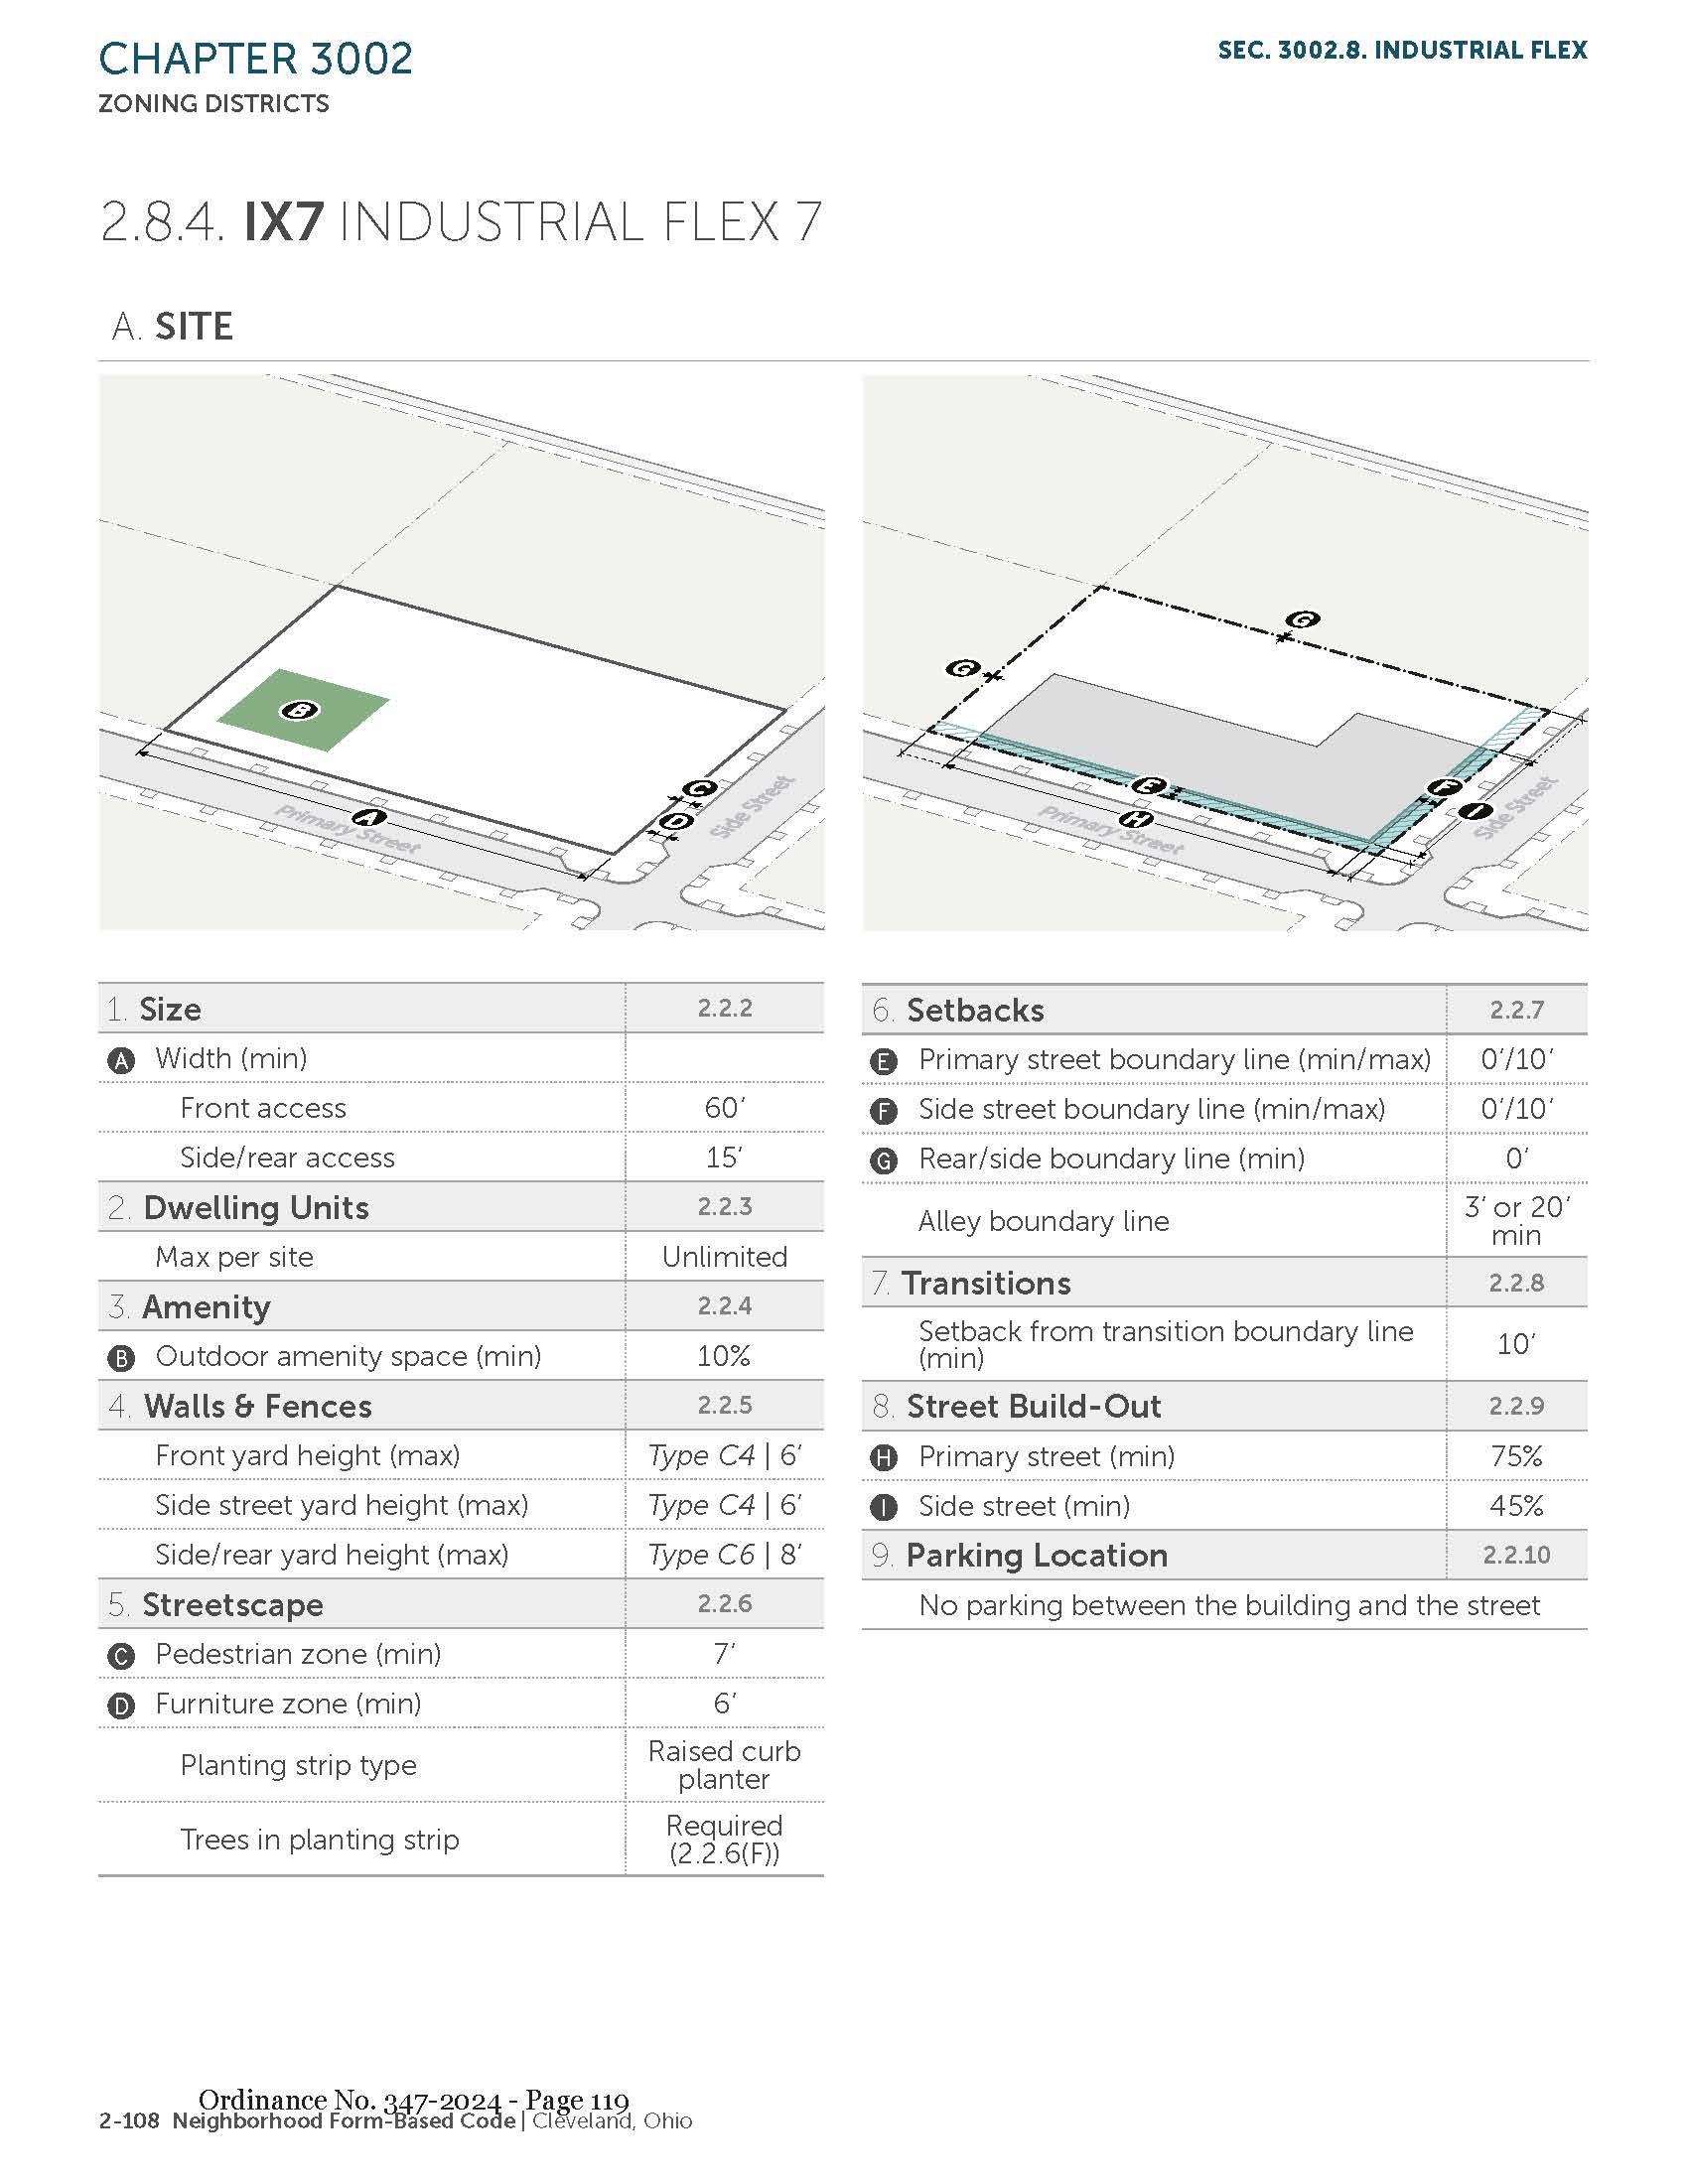 CHAPTER 3002
ZONING DISTRICTS
SEC. 3002.8. INDUSTRIAL FLEX
2.8.4. IX7 INDUSTRIAL FLEX 7
A. SITE
B
C
D
A
Primary Street
Side Street
G
G
E
F
H
I
Primary Street
Side Street
1. Size 2.2.2
A Width (min)
Front access 60′
Side/rear access 15′
2. Dwelling Units 2.2.3
Max per site Unlimited
3. Amenity 2.2.4
B Outdoor amenity space (min) 10%
4. Walls & Fences 2.2.5
Front yard height (max) Type C4 | 6′
Side street yard height (max) Type C4 | 6′
Side/rear yard height (max) Type C6 | 8′
5. Streetscape 2.2.6
C Pedestrian zone (min) 7′
D Furniture zone (min) 6′
Planting strip type Raised curb
planter
Trees in planting strip Required
(2.2.6(F))
6. Setbacks 2.2.7
E Primary street boundary line (min/max) 0′/10′
F Side street boundary line (min/max) 0′/10′
G Rear/side boundary line (min) 0′
Alley boundary line 3′ or 20′
min
7. Transitions 2.2.8
Setback from transition boundary line
(min) 10′
8. Street Build-Out 2.2.9
H Primary street (min) 75%
I Side street (min) 45%
9. Parking Location 2.2.10
No parking between the building and the street
Ordinance No. 347-2024 - Page 119
2-108 Neighborhood Form-Based Code | Cleveland, Ohio